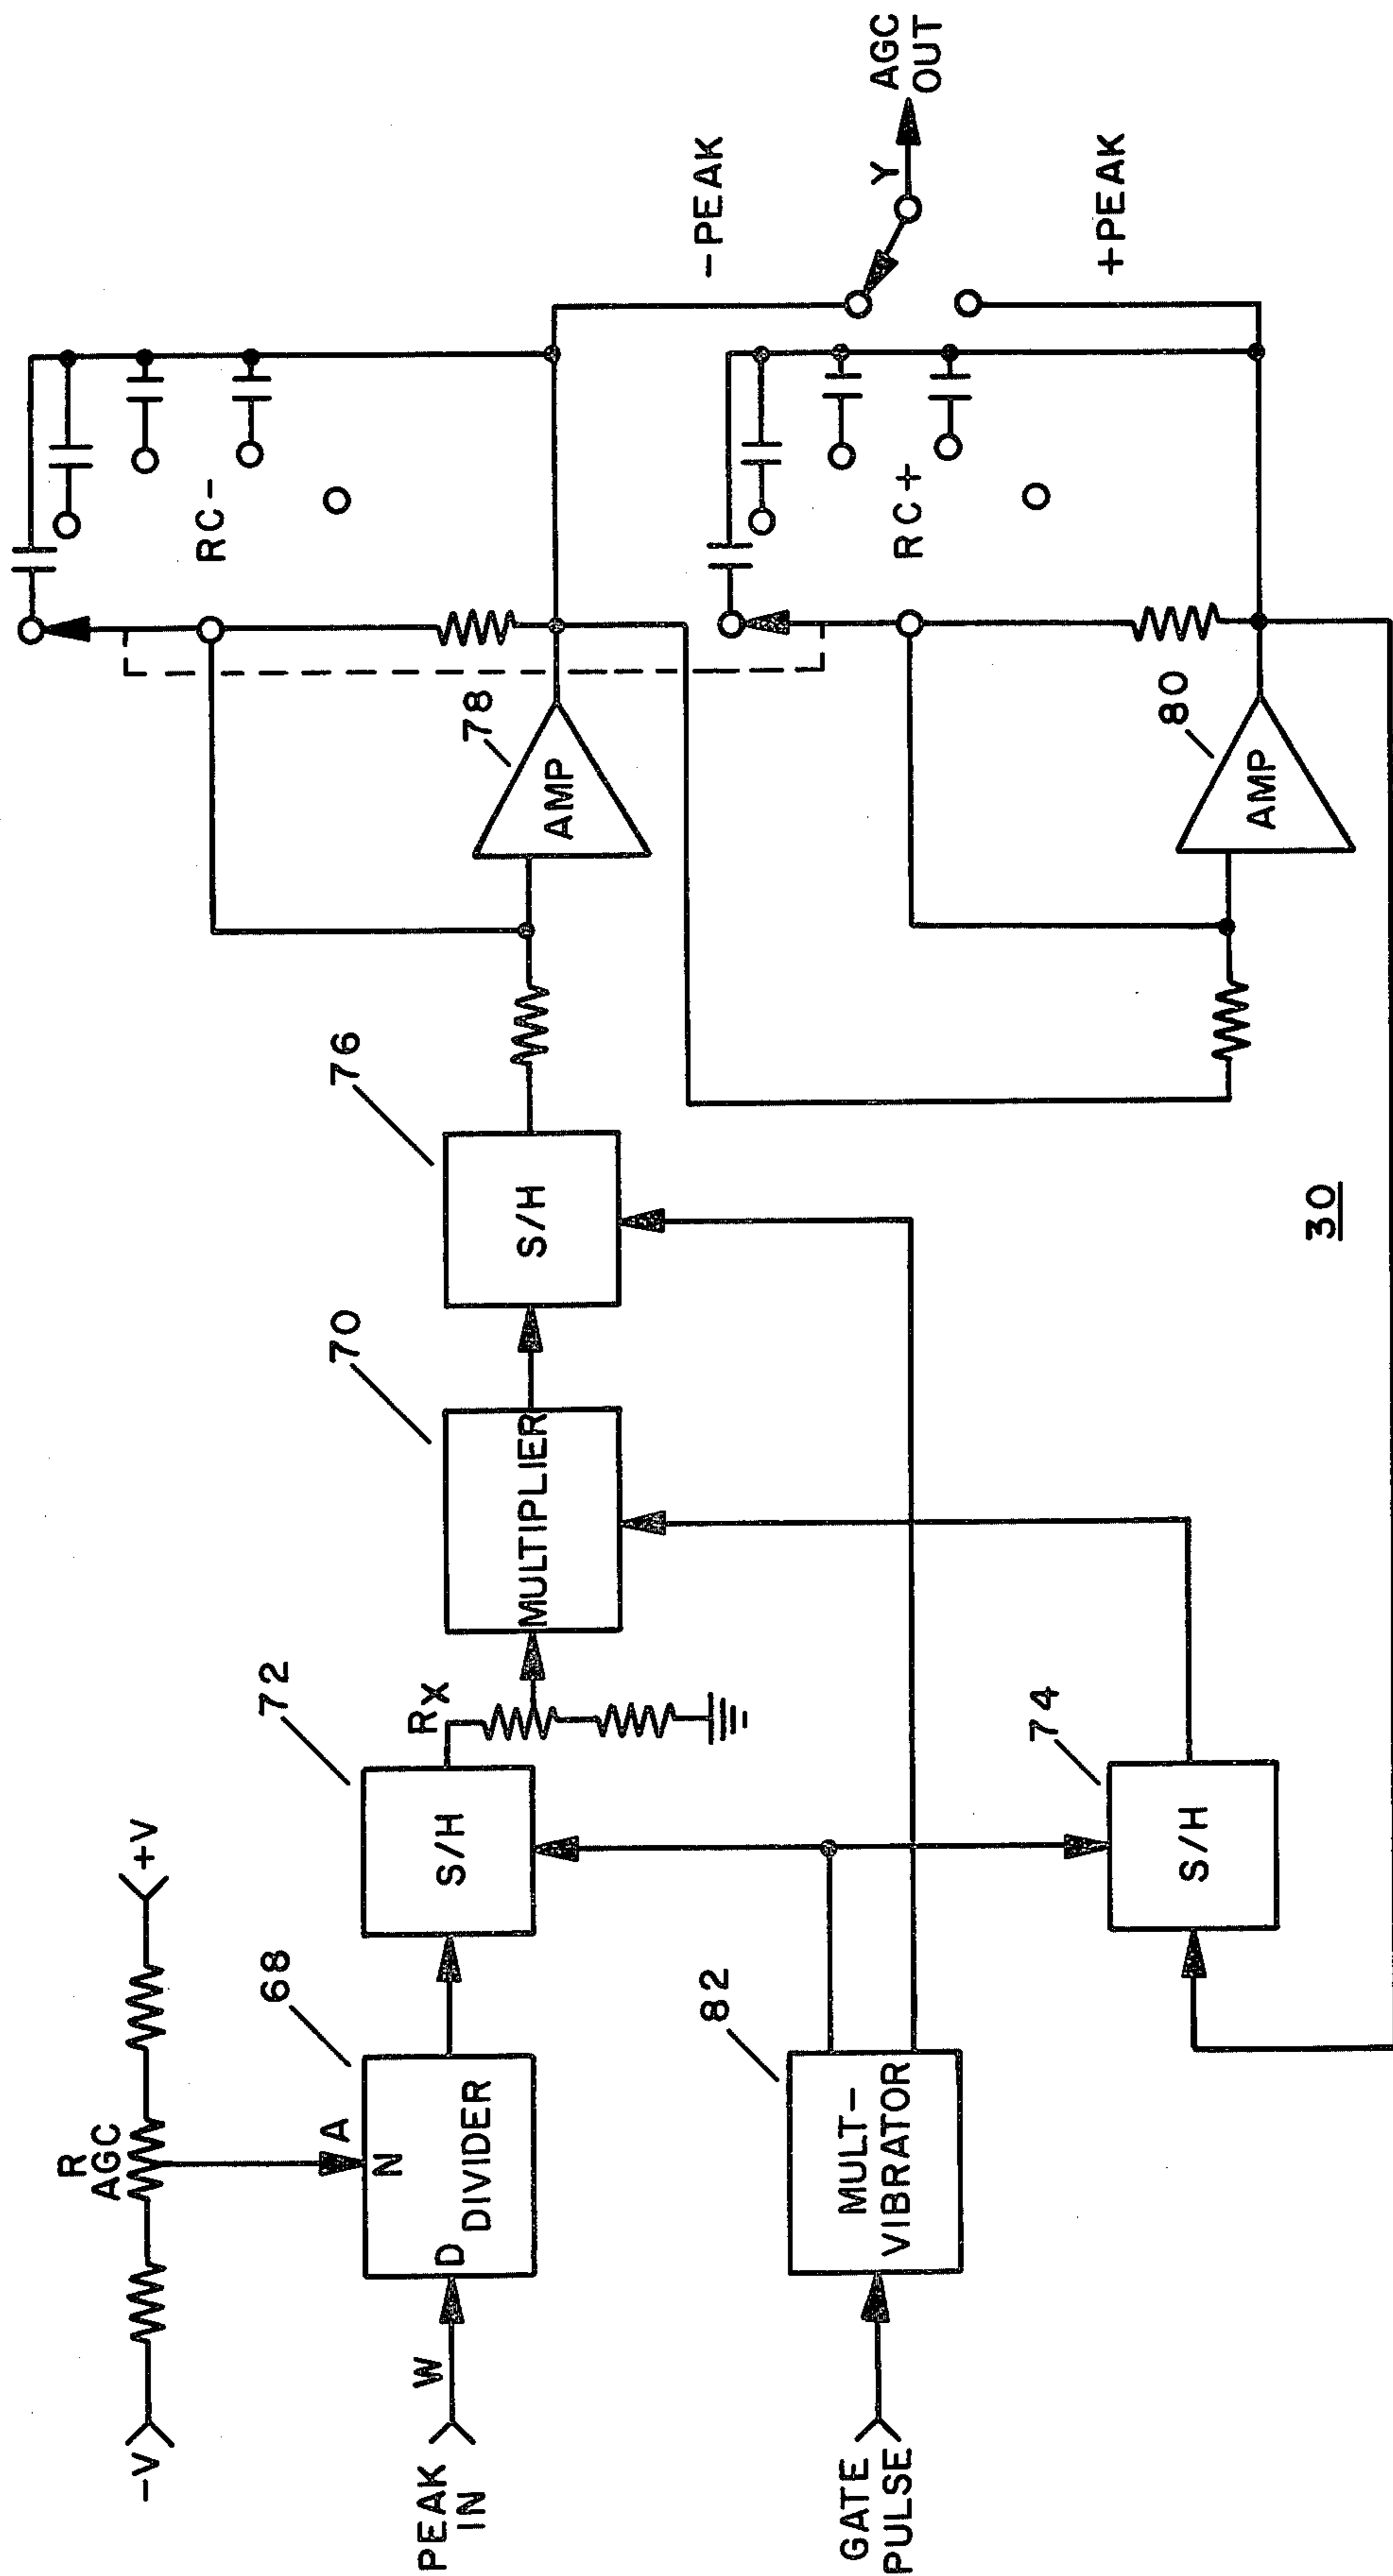 -V
R
AGC
+V
PEAK
IN
W
A
N
D
DIVIDER
68
S/H
72
RX
MULTIPLIER
70
S/H
76
AMP
78
RC-
-PEAK
Y
AGC
OUT
+PEAK
RC+
AMP
80
GATE
PULSE
MULT-
VIBRATOR
82
S/H
74
30